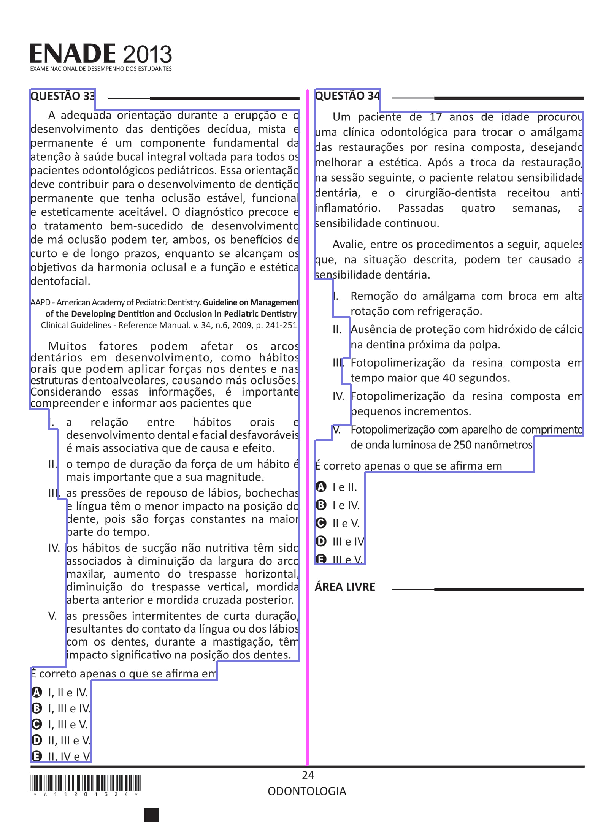 ENADE 2013
EXAME NACIONAL DE DESEMPENHO DOS ESTUDANTES
QUESTÃO 33
A adequada orientação durante a erupção e o
desenvolvimento das dentições decídua, mista e
permanente é um componente fundamental da
atenção à saúde bucal integral voltada para todos os
pacientes odontológicos pediátricos. Essa orientação
deve contribuir para o desenvolvimento de dentição
permanente que tenha oclusão estável, funcional
e esteticamente aceitável. O diagnóstico precoce e
o tratamento bem-sucedido de desenvolvimento
de má oclusão podem ter, ambos, os benefícios de
curto e de longo prazos, enquanto se alcançam os
objetivos da harmonia oclusal e a função e estética
dentofacial.
AAPD - American Academy of Pediatric Dentistry. Guideline on Management
of the Developing Dentition and Occlusion in Pediatric Dentistry
Clinical Guidelines - Reference Manual. v. 34, n.6, 2009, p. 241-251
Muitos fatores podem afetar os arcos
dentários em desenvolvimento, como hábitos
orais que podem aplicar forças nos dentes e nas
estruturas dentoalveolares, causando más oclusões.
Considerando essas informações, é importante
compreender e informar aos pacientes que
I. a relação entre hábitos orais e
desenvolvimento dental e facial desfavoráveis
é mais associativa que de causa e efeito.
II. o tempo de duração da força de um hábito é
mais importante que a sua magnitude.
III. as pressões de repouso de lábios, bochechas
e língua têm o menor impacto na posição do
dente, pois são forças constantes na maior
parte do tempo.
IV. os hábitos de sucção não nutritiva têm sido
associados à diminuição da largura do arco
maxilar, aumento do trespasse horizontal,
diminuição do trespasse vertical, mordida
aberta anterior e mordida cruzada posterior.
V. as pressões intermitentes de curta duração,
resultantes do contato da língua ou dos lábios
com os dentes, durante a mastigação, têm
impacto significativo na posição dos dentes.
É correto apenas o que se afirma em
A I, II e IV.
B I, III e IV.
C I, III e V.
D II, III e V.
E II, IV e V
QUESTÃO 34
Um paciente de 17 anos de idade procurou
uma clínica odontológica para trocar o amálgama
das restaurações por resina composta, desejando
melhorar a estética. Após a troca da restauração,
na sessão seguinte, o paciente relatou sensibilidade
dentária, e o cirurgião-dentista receitou anti-
inflamatório. Passadas quatro semanas, a
sensibilidade continuou.
Avalie, entre os procedimentos a seguir, aqueles
que, na situação descrita, podem ter causado a
sensibilidade dentária.
I. Remoção do amálgama com broca em alta
rotação com refrigeração.
II. Ausência de proteção com hidróxido de cálcio
na dentina próxima da polpa.
III. Fotopolimerização da resina composta em
tempo maior que 40 segundos.
IV. Fotopolimerização da resina composta em
pequenos incrementos.
V. Fotopolimerização com aparelho de comprimento
de onda luminosa de 250 nanômetros
É correto apenas o que se afirma em
A I e II.
B I e IV.
C II e V.
D III e IV
E III e V.
ÁREA LIVRE
24
ODONTOLOGIA